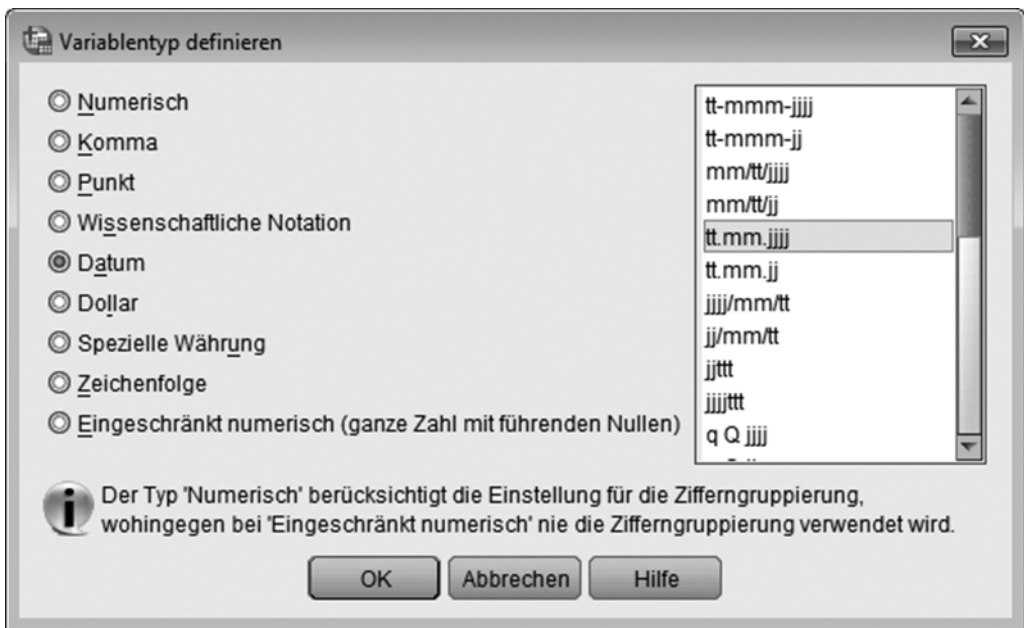 Variablentyp definieren
Numerisch
Komma
Punkt
Wissenschaftliche Notation
Datum
Dollar
Spezielle Währung
Zeichenfolge
Eingeschränkt numerisch (ganze Zahl mit führenden Nullen)
tt-mmm-jjjj
tt-mmm-jj
mm/tt/jjjj
mm/tt/jj
tt.mm.jjjj
tt.mm.jj
jjjj/mm/tt
jj/mm/tt
jjttt
jjjjttt
q Q jjjj
Der Typ 'Numerisch' berücksichtigt die Einstellung für die Zifferngruppierung,
wohingegen bei 'Eingeschränkt numerisch' nie die Zifferngruppierung verwendet wird.
OK Abbrechen Hilfe